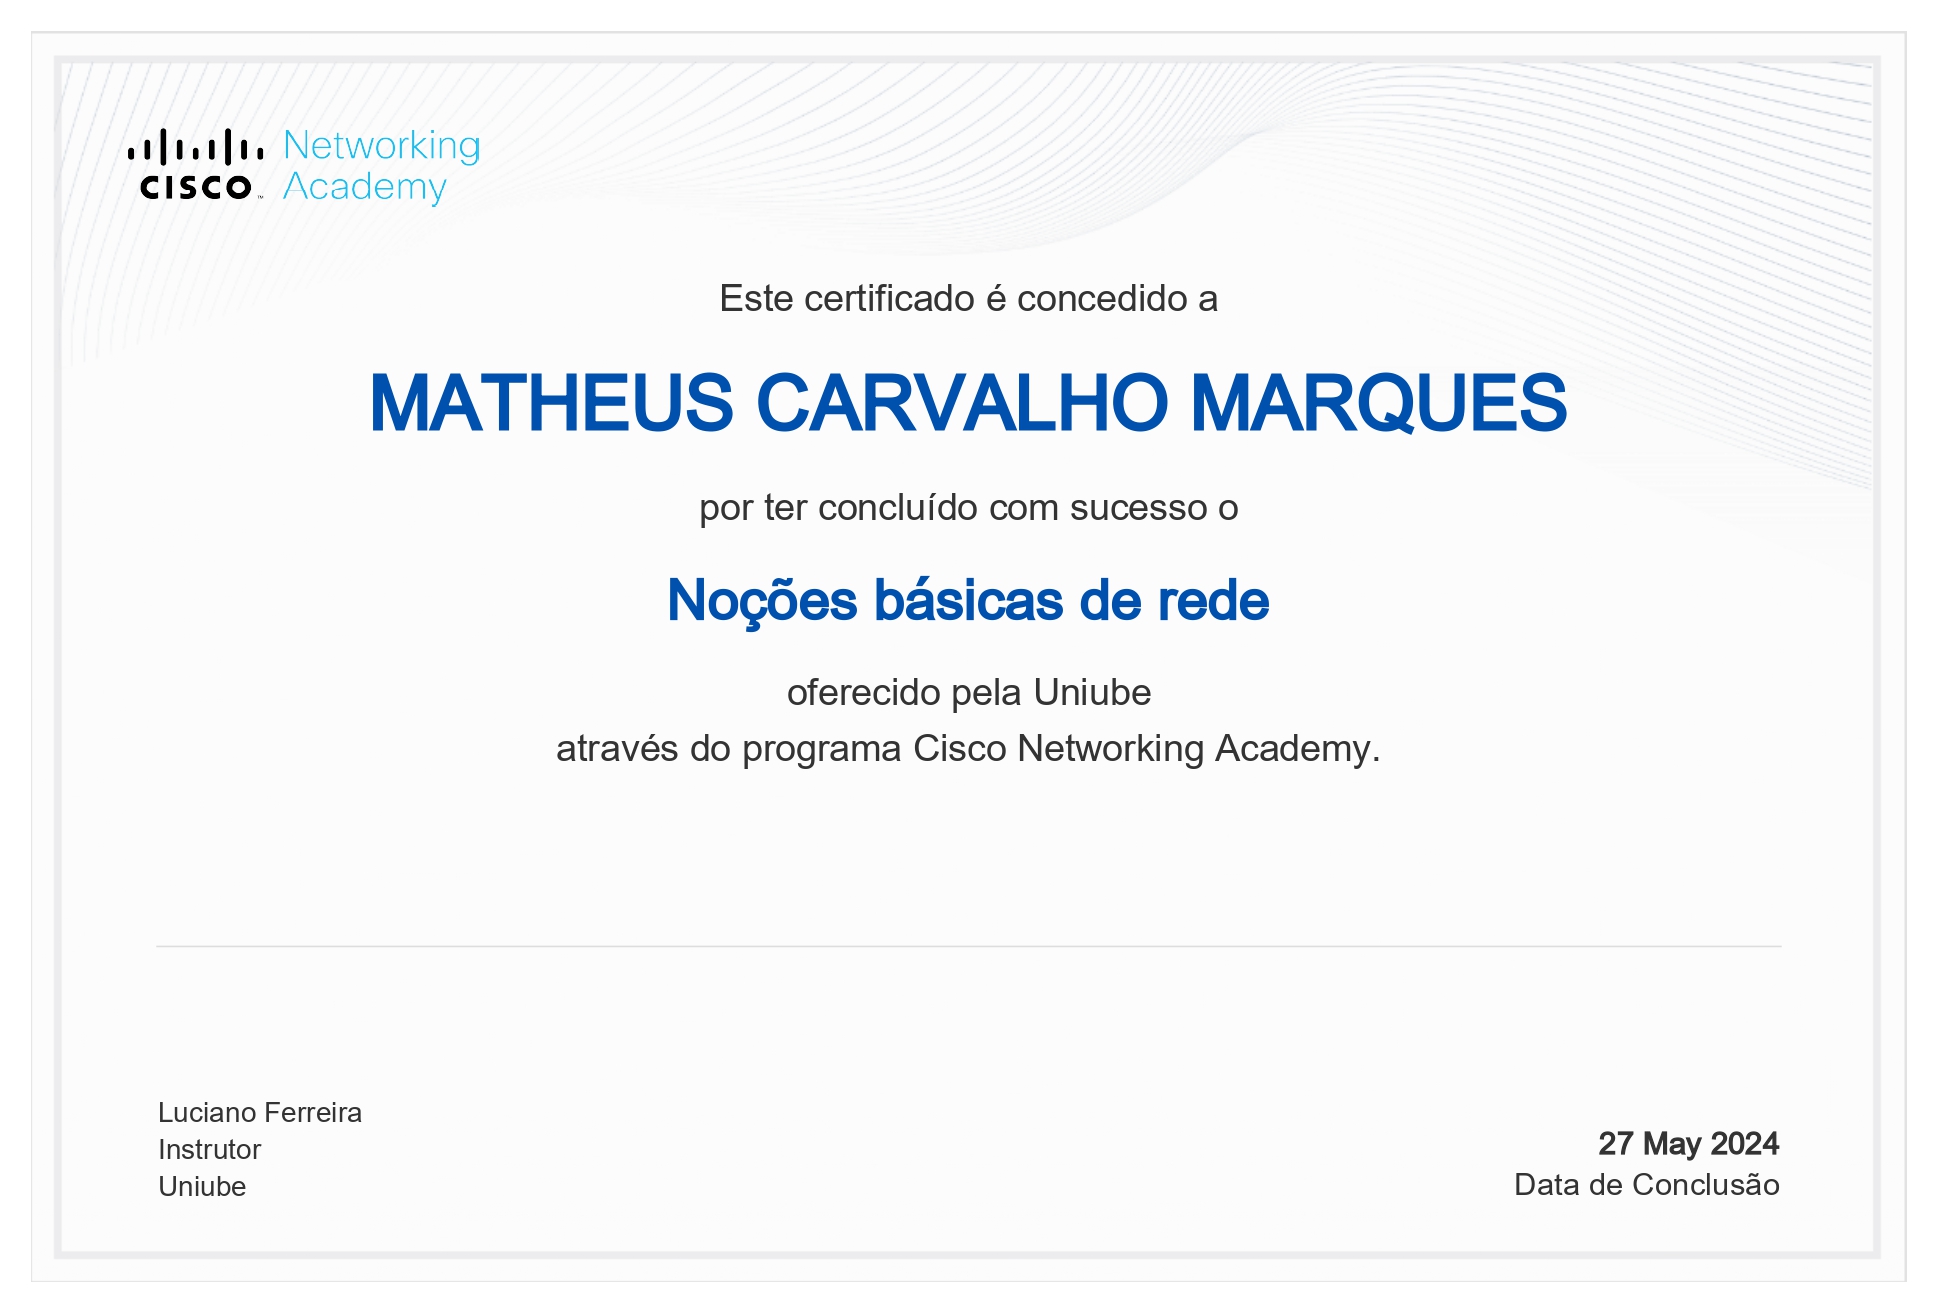 Networking
CISCO™ Academy
Este certificado é concedido a
MATHEUS CARVALHO MARQUES
por ter concluído com sucesso o
Noções básicas de rede
oferecido pela Uniube
através do programa Cisco Networking Academy.
Luciano Ferreira
Instrutor
Uniube
27 May 2024
Data de Conclusão